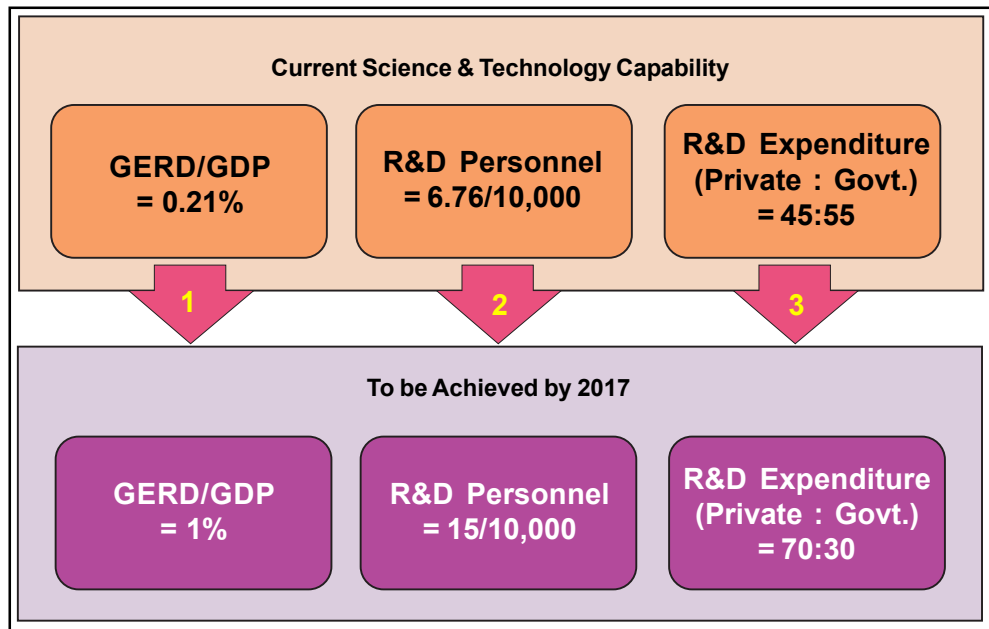 Current Science & Technology Capability
GERD/GDP
= 0.21%
R&D Personnel
= 6.76/10,000
R&D Expenditure
(Private : Govt.)
= 45:55
1
2
3
To be Achieved by 2017
GERD/GDP
= 1%
R&D Personnel
= 15/10,000
R&D Expenditure
(Private : Govt.)
= 70:30